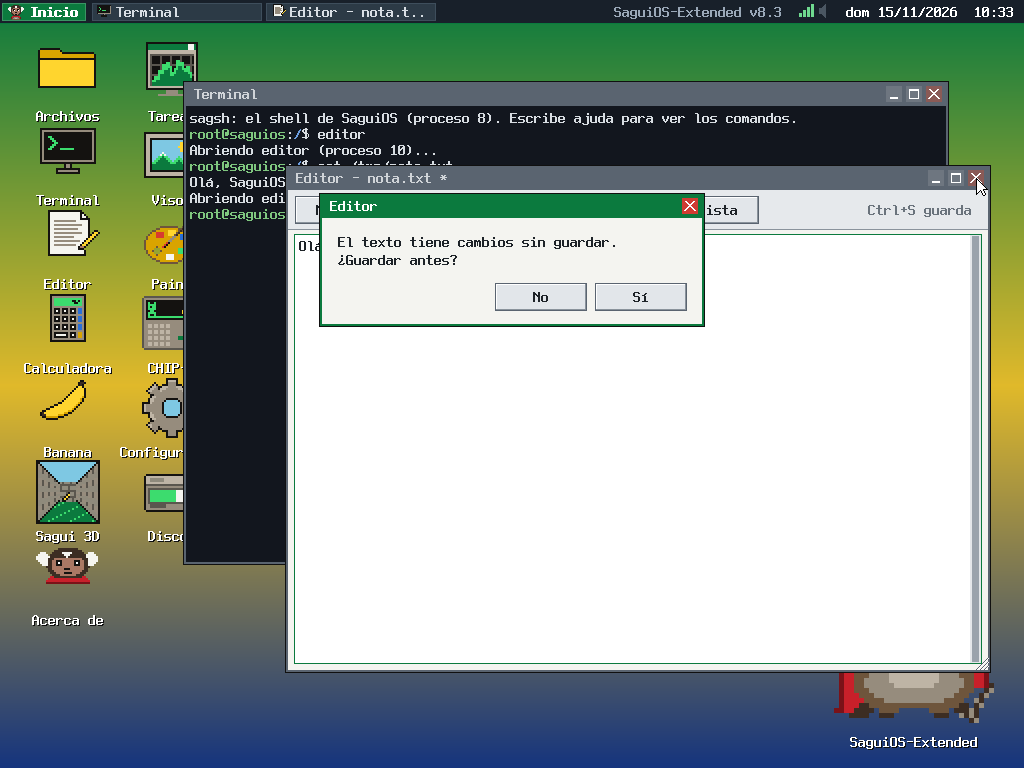 Inicio
Terminal
Editor - nota.t..
SaguiOS-Extended v8.3
dom 15/11/2026
10:33
Archivos
Terminal
Editor
Calculadora
Banana
Sagui 3D
Acerca de
Terminal
sagsh: el shell de SaguiOS (proceso 8). Escribe ajuda para ver los comandos.
root@saguios:/$ editor
Abriendo editor (proceso 10)...
Olá, SaguiOS
Abriendo edi
root@saguios
Editor - nota.txt *
ista
Ctrl+S guarda
Olá
Editor
El texto tiene cambios sin guardar.
¿Guardar antes?
No
Sí
SaguiOS-Extended